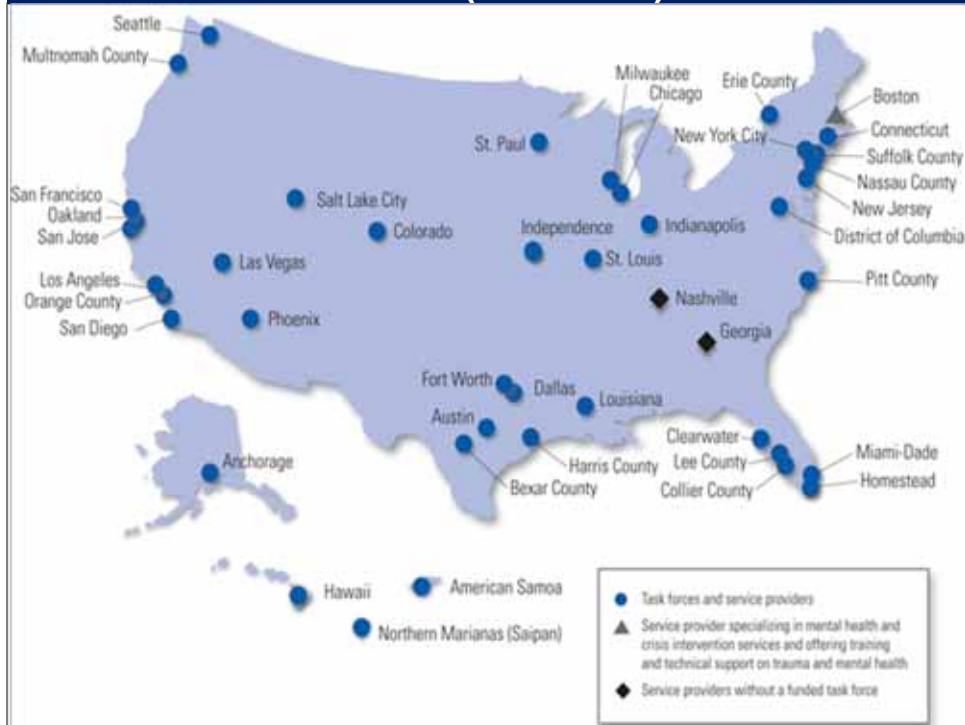 Seattle
Multnomah County
Milwaukee
Chicago
Erie County
Boston
St. Paul
New York City
Connecticut
Suffolk County
Nassau County
New Jersey
District of Columbia
San Francisco
Oakland
San Jose
Salt Lake City
Colorado
Independence
Indianapolis
St. Louis
Las Vegas
Los Angeles
Orange County
San Diego
Phoenix
Pitt County
Nashville
Georgia
Fort Worth
Dallas
Louisiana
Austin
Harris County
Bexar County
Clearwater
Lee County
Collier County
Miami-Dade
Homestead
Anchorage
Hawaii
American Samoa
Northern Marianas (Saipan)
Task forces and service providers
Service provider specializing in mental health and
crisis intervention services and offering training
and technical support on trauma and mental health
Service providers without a funded task force